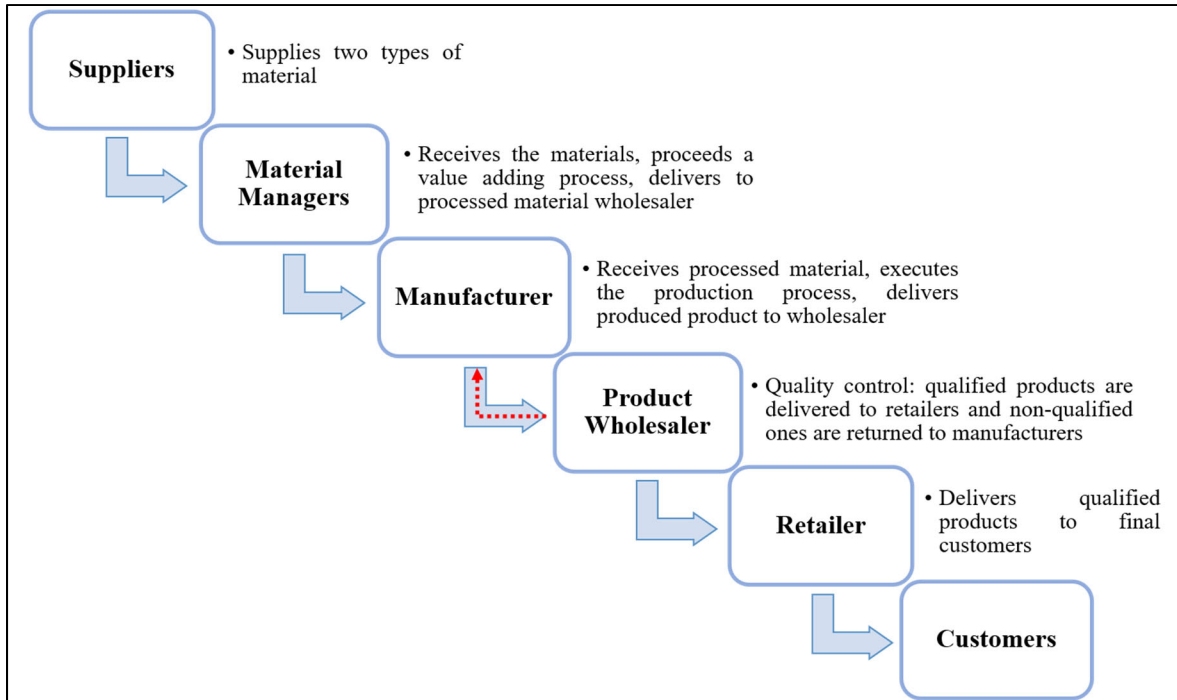 Suppliers
• Supplies two types of
material
Material
Managers
• Receives the materials, proceeds a
value adding process, delivers to
processed material wholesaler
Manufacturer
• Receives processed material, executes
the production process, delivers
produced product to wholesaler
Product
Wholesaler
• Quality control: qualified products are
delivered to retailers and non-qualified
ones are returned to manufacturers
Retailer
• Delivers qualified
products to final
customers
Customers